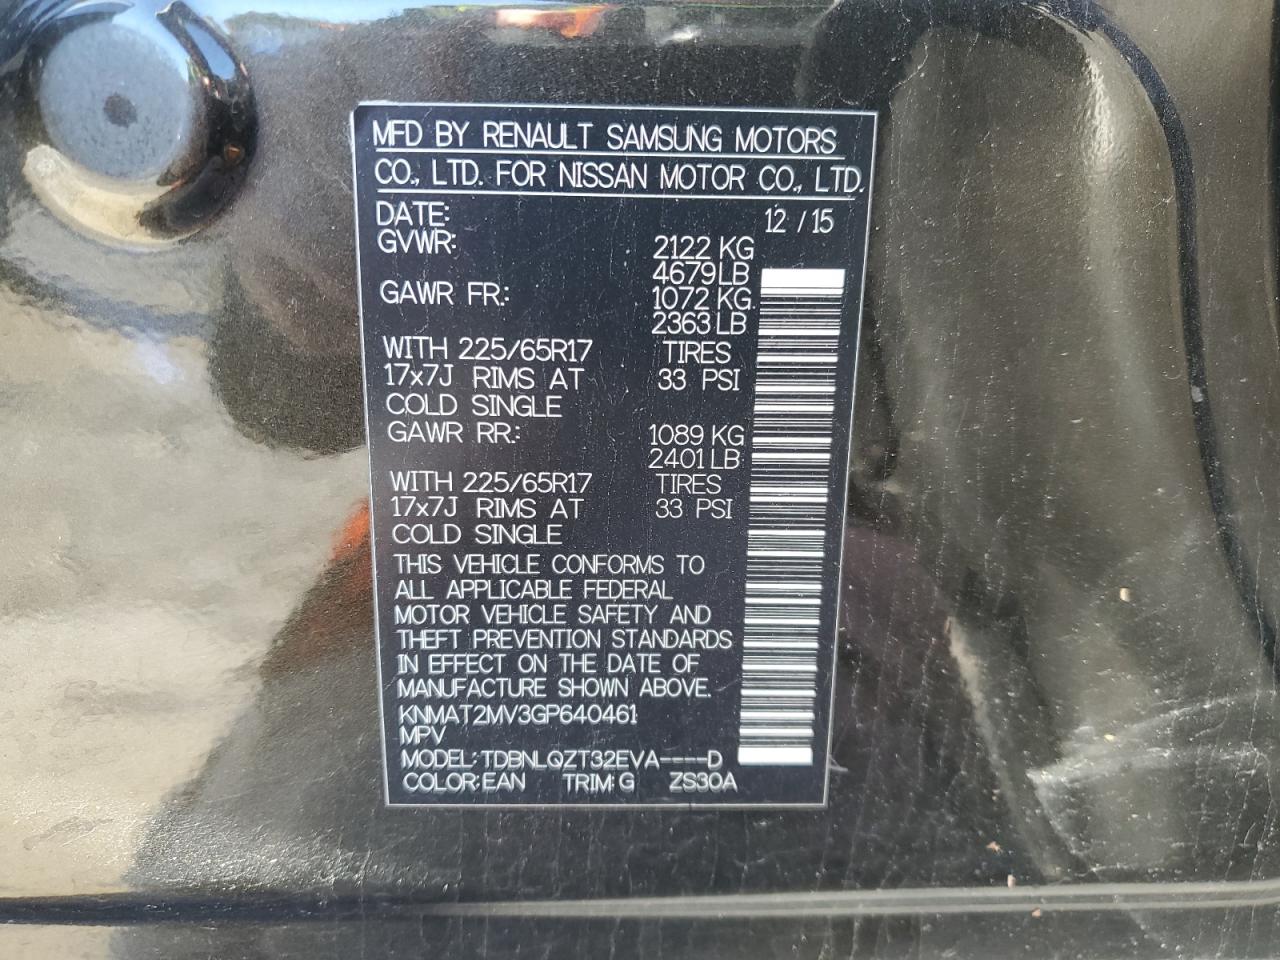 MFD BY RENAULT SAMSUNG MOTORS
CO., LTD. FOR NISSAN MOTOR CO., LTD.
DATE: 12 / 15
GVWR: 2122 KG
4679 LB
GAWR FR.: 1072 KG
2363 LB
WITH 225/65R17 TIRES
17x7J RIMS AT 33 PSI
COLD SINGLE
GAWR RR.: 1089 KG
2401 LB
WITH 225/65R17 TIRES
17x7J RIMS AT 33 PSI
COLD SINGLE
THIS VEHICLE CONFORMS TO
ALL APPLICABLE FEDERAL
MOTOR VEHICLE SAFETY AND
THEFT PREVENTION STANDARDS
IN EFFECT ON THE DATE OF
MANUFACTURE SHOWN ABOVE.
KNMAT2MV3GP640461
MPV
MODEL: TDBNLQZT32EVA----D
COLOR: EAN TRIM: G ZS30A